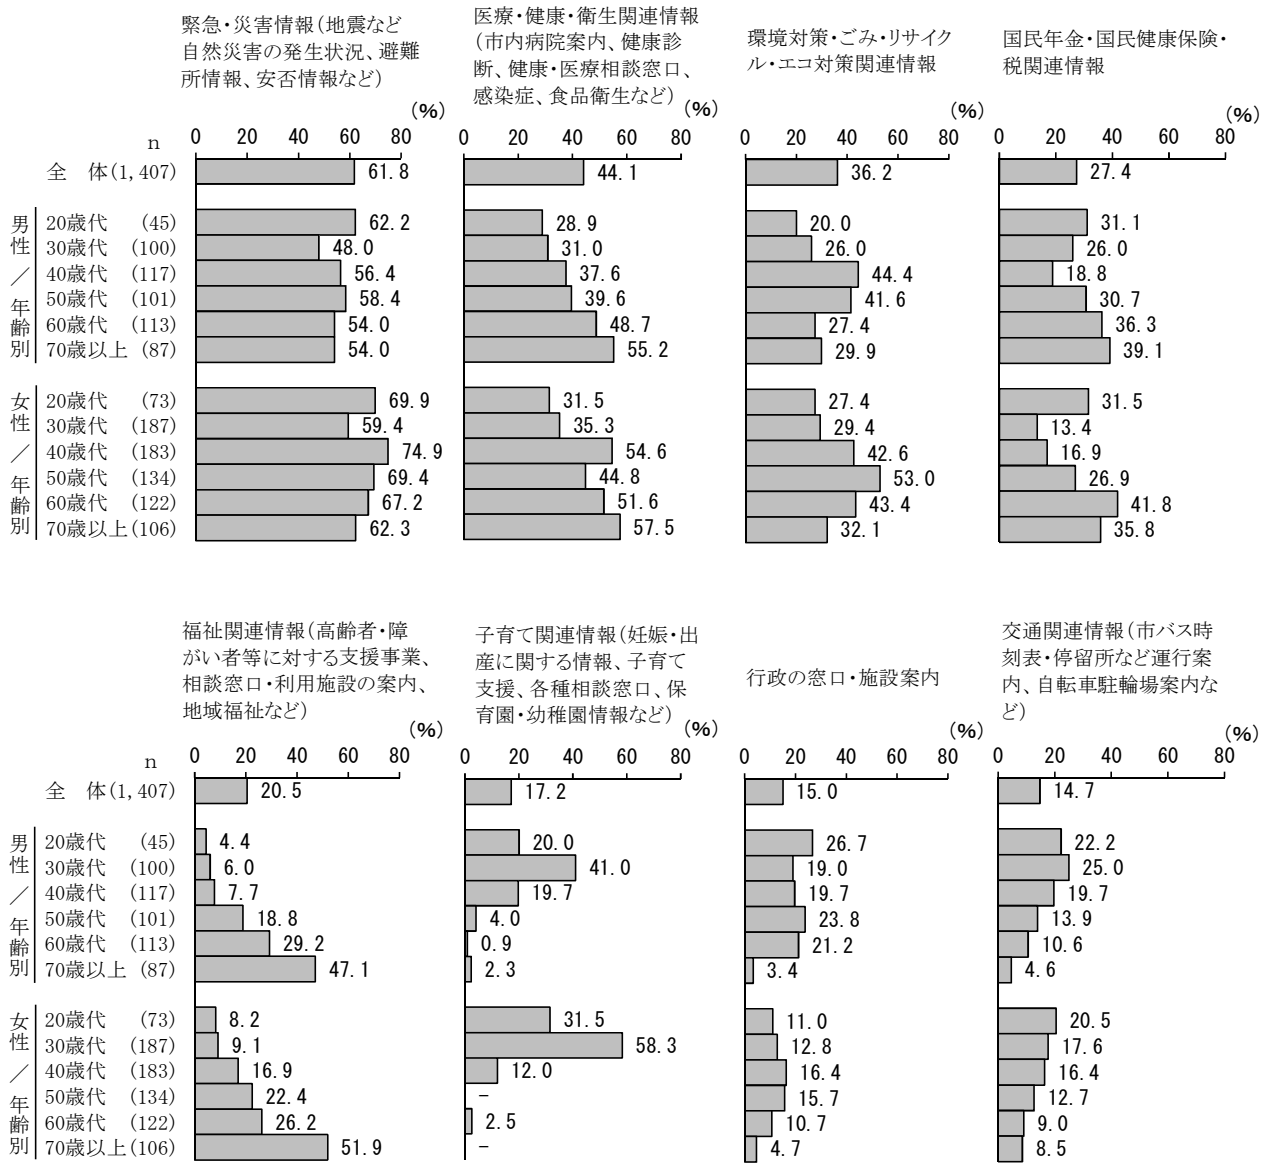 緊急・災害情報（地震など
自然災害の発生状況、避難
所情報、安否情報など）
医療・健康・衛生関連情報
（市内病院案内、健康診
断、健康・医療相談窓口、
感染症、食品衛生など）
環境対策・ごみ・リサイク
ル・エコ対策関連情報
国民年金・国民健康保険・
税関連情報
(%) (%) (%) (%)
n 0 20 40 60 80 0 20 40 60 80 0 20 40 60 80 0 20 40 60 80
全 体(1,407) 61.8 44.1 36.2 27.4
男性／年齢別
20歳代 (45) 62.2 28.9 20.0 31.1
30歳代 (100) 48.0 31.0 26.0 26.0
40歳代 (117) 56.4 37.6 44.4 18.8
50歳代 (101) 58.4 39.6 41.6 30.7
60歳代 (113) 54.0 48.7 27.4 36.3
70歳以上 (87) 54.0 55.2 29.9 39.1
女性／年齢別
20歳代 (73) 69.9 31.5 27.4 31.5
30歳代 (187) 59.4 35.3 29.4 13.4
40歳代 (183) 74.9 54.6 42.6 16.9
50歳代 (134) 69.4 44.8 53.0 26.9
60歳代 (122) 67.2 51.6 43.4 41.8
70歳以上(106) 62.3 57.5 32.1 35.8
福祉関連情報（高齢者・障
がい者等に対する支援事業、
相談窓口・利用施設の案内、
地域福祉など）
子育て関連情報（妊娠・出
産に関する情報、子育て
支援、各種相談窓口、保
育園・幼稚園情報など）
行政の窓口・施設案内
交通関連情報（市バス時
刻表・停留所など運行案
内、自転車駐輪場案内な
ど）
(%) (%) (%) (%)
n 0 20 40 60 80 0 20 40 60 80 0 20 40 60 80 0 20 40 60 80
全 体(1,407) 20.5 17.2 15.0 14.7
男性／年齢別
20歳代 (45) 4.4 20.0 26.7 22.2
30歳代 (100) 6.0 41.0 19.0 25.0
40歳代 (117) 7.7 19.7 19.7 19.7
50歳代 (101) 18.8 4.0 23.8 13.9
60歳代 (113) 29.2 0.9 21.2 10.6
70歳以上 (87) 47.1 2.3 3.4 4.6
女性／年齢別
20歳代 (73) 8.2 31.5 11.0 20.5
30歳代 (187) 9.1 58.3 12.8 17.6
40歳代 (183) 16.9 12.0 16.4 16.4
50歳代 (134) 22.4 - 15.7 12.7
60歳代 (122) 26.2 2.5 10.7 9.0
70歳以上(106) 51.9 - 4.7 8.5